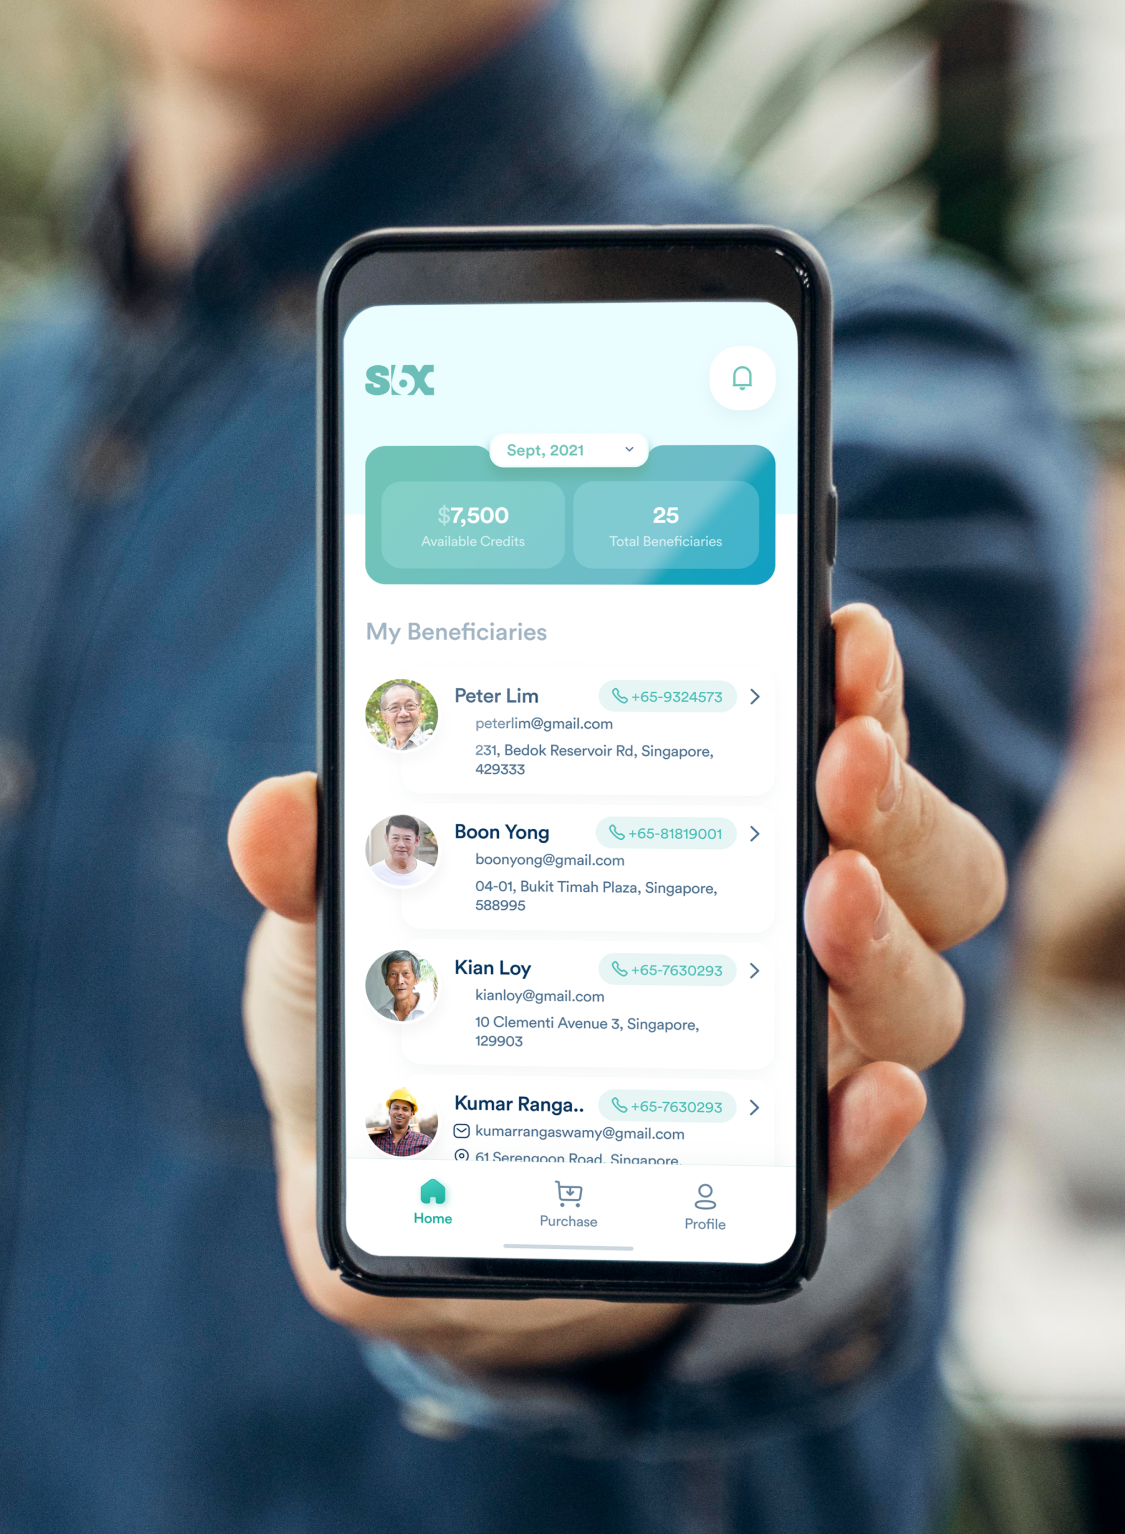 sbx
Sept, 2021
$7,500
Available Credits
25
Total Beneficiaries
My Beneficiaries
Peter Lim
+65-9324573
peterlim@gmail.com
231, Bedok Reservoir Rd, Singapore,
429333
Boon Yong
+65-81819001
boonyong@gmail.com
04-01, Bukit Timah Plaza, Singapore,
588995
Kian Loy
+65-7630293
kianloy@gmail.com
10 Clementi Avenue 3, Singapore,
129903
Kumar Ranga..
+65-7630293
kumarrangaswamy@gmail.com
61 Serengoon Road, Singapore,
Home
Purchase
Profile